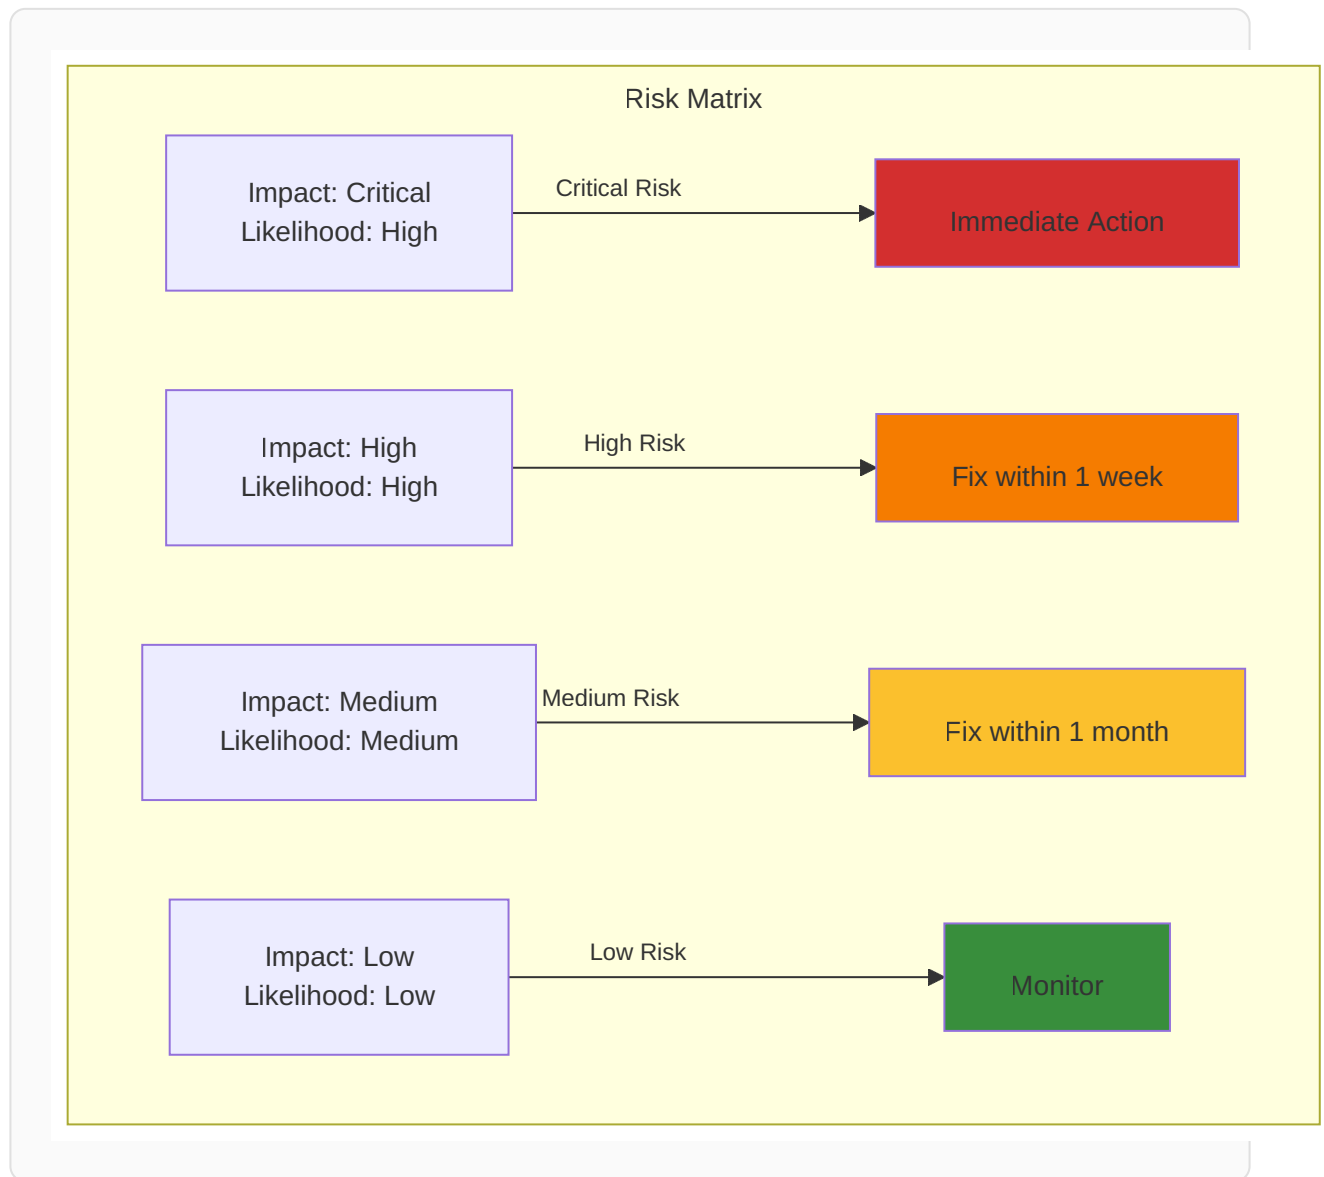 Risk Matrix
Impact: Critical
Likelihood: High
Critical Risk
Immediate Action
Impact: High
Likelihood: High
High Risk
Fix within 1 week
Impact: Medium
Likelihood: Medium
Medium Risk
Fix within 1 month
Impact: Low
Likelihood: Low
Low Risk
Monitor